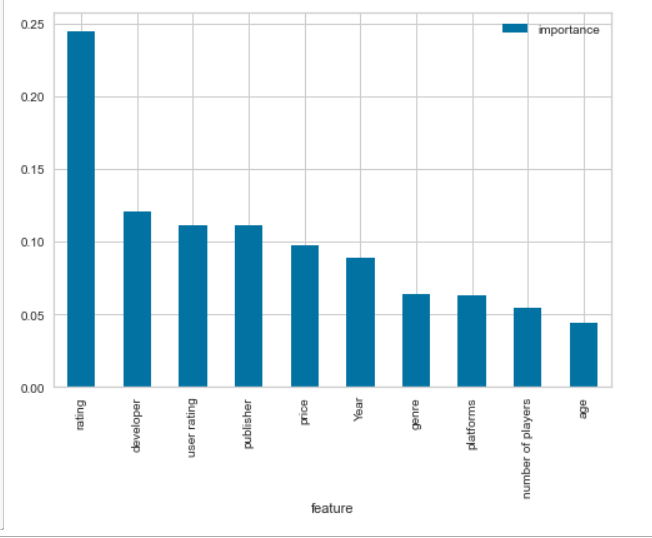 0.25
importance
0.20
0.15
0.10
0.05
0.00
rating
developer
user rating
publisher
price
Year
genre
platforms
number of players
age
feature